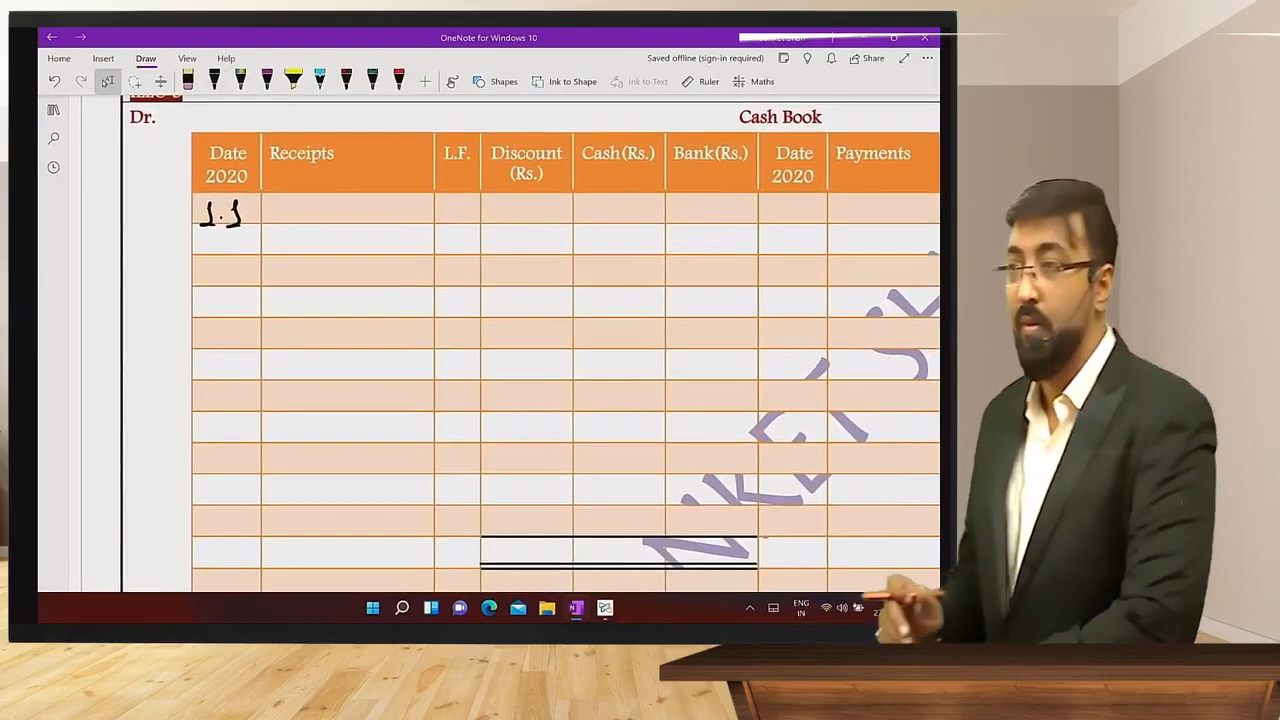 OneNote for Windows 10
Home Insert Draw View Help
Saved offline (sign-in required) Share
Shapes Ink to Shape Ink to Text Ruler Maths
Dr. Cash Book
Date 2020 Receipts L.F. Discount (Rs.) Cash(Rs.) Bank(Rs.) Date 2020 Payments
1.1
NKET
ENG
IN